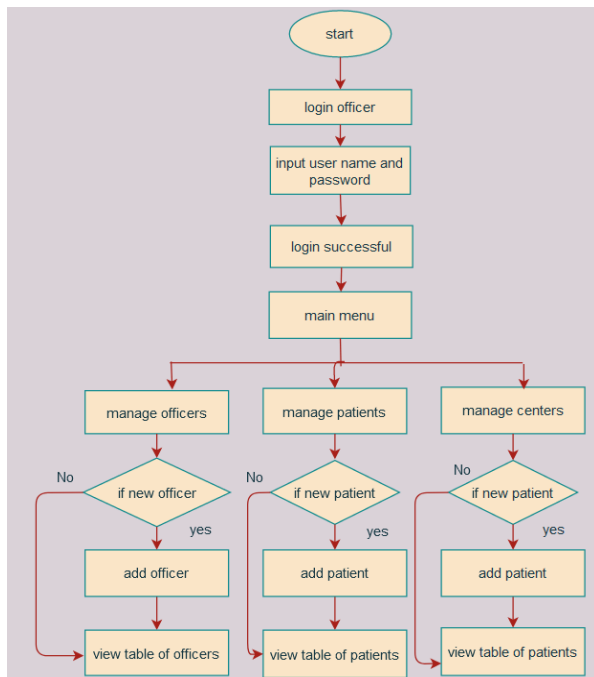 start
login officer
input user name and
password
login successful
main menu
manage officers
manage patients
manage centers
No
if new officer
yes
No
if new patient
yes
No
if new patient
yes
add officer
add patient
add patient
view table of officers
view table of patients
view table of patients